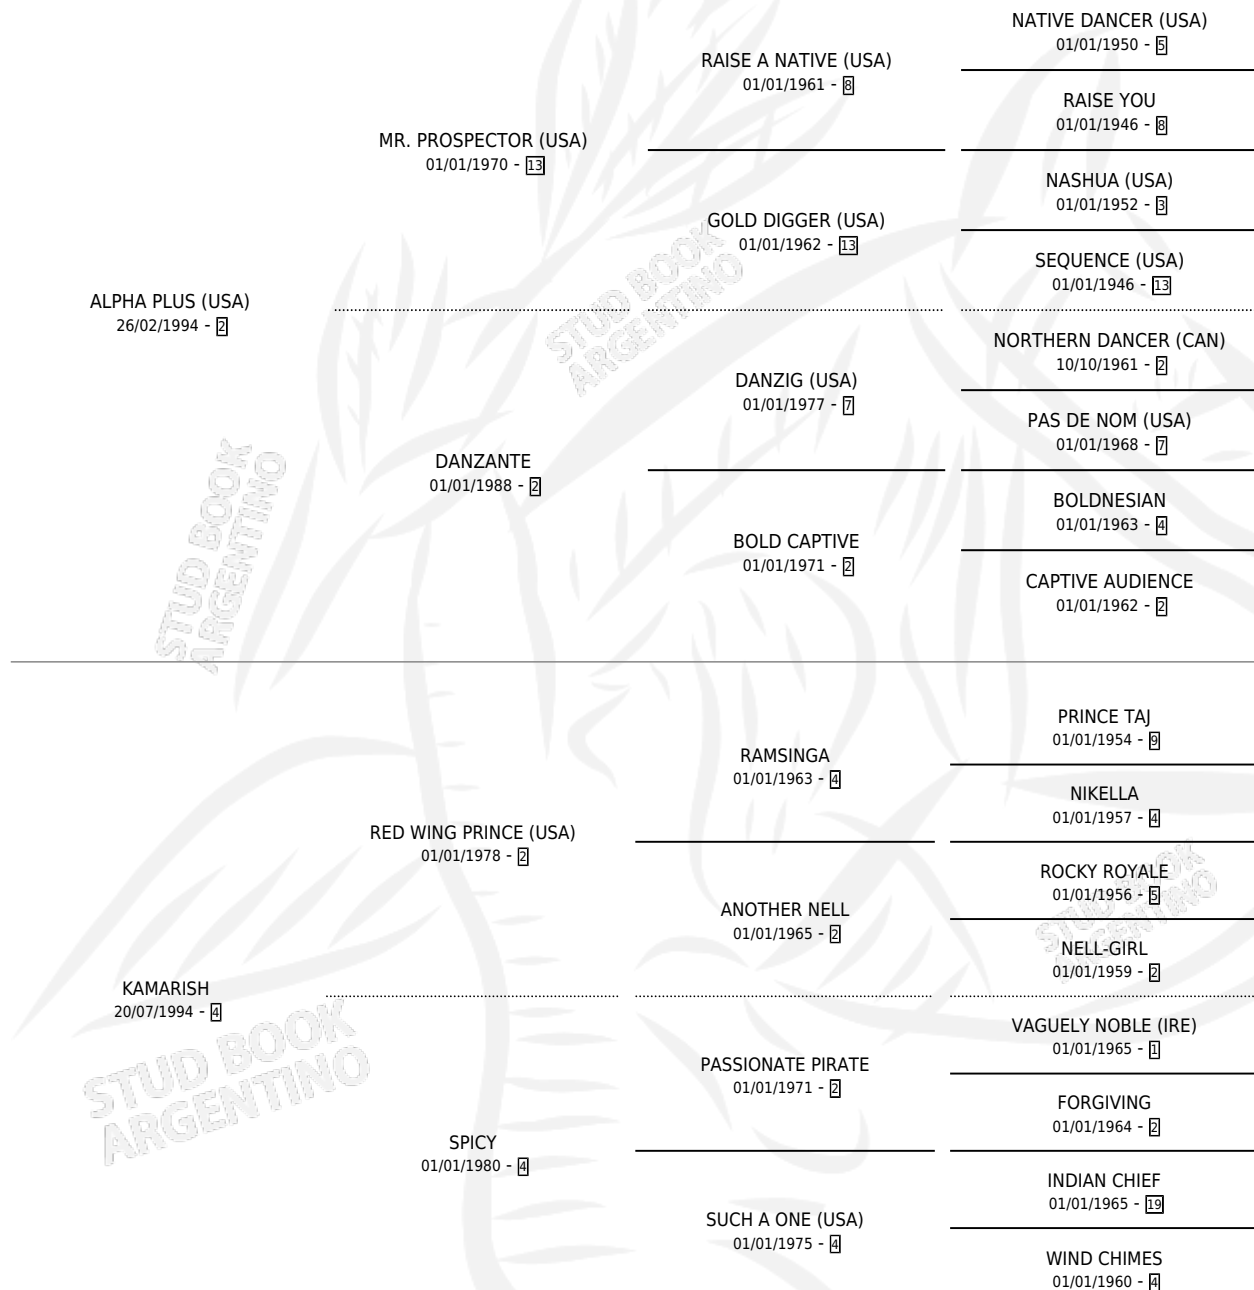 NATIVE DANCER (USA)
01/01/1950 - 5
RAISE A NATIVE (USA)
01/01/1961 - 8
RAISE YOU
01/01/1946 - 8
MR. PROSPECTOR (USA)
01/01/1970 - 13
NASHUA (USA)
01/01/1952 - 3
GOLD DIGGER (USA)
01/01/1962 - 13
SEQUENCE (USA)
01/01/1946 - 13
ALPHA PLUS (USA)
26/02/1994 - 2
STUD BOOK
ARGENTINO
NORTHERN DANCER (CAN)
10/10/1961 - 2
DANZIG (USA)
01/01/1977 - 7
PAS DE NOM (USA)
01/01/1968 - 7
DANZANTE
01/01/1988 - 2
BOLDNESIAN
01/01/1963 - 4
BOLD CAPTIVE
01/01/1971 - 2
CAPTIVE AUDIENCE
01/01/1962 - 2
STUD BOOK
ARGENTINO
PRINCE TAJ
01/01/1954 - 9
RAMSINGA
01/01/1963 - 4
NIKELLA
01/01/1957 - 4
RED WING PRINCE (USA)
01/01/1978 - 2
ROCKY ROYALE
01/01/1956 - 5
ANOTHER NELL
01/01/1965 - 2
NELL-GIRL
01/01/1959 - 2
STUD BOOK
ARGENTINO
KAMARISH
20/07/1994 - 4
VAGUELY NOBLE (IRE)
01/01/1965 - 1
PASSIONATE PIRATE
01/01/1971 - 2
FORGIVING
01/01/1964 - 2
STUD BOOK
ARGENTINO
SPICY
01/01/1980 - 4
INDIAN CHIEF
01/01/1965 - 19
SUCH A ONE (USA)
01/01/1975 - 4
WIND CHIMES
01/01/1960 - 4